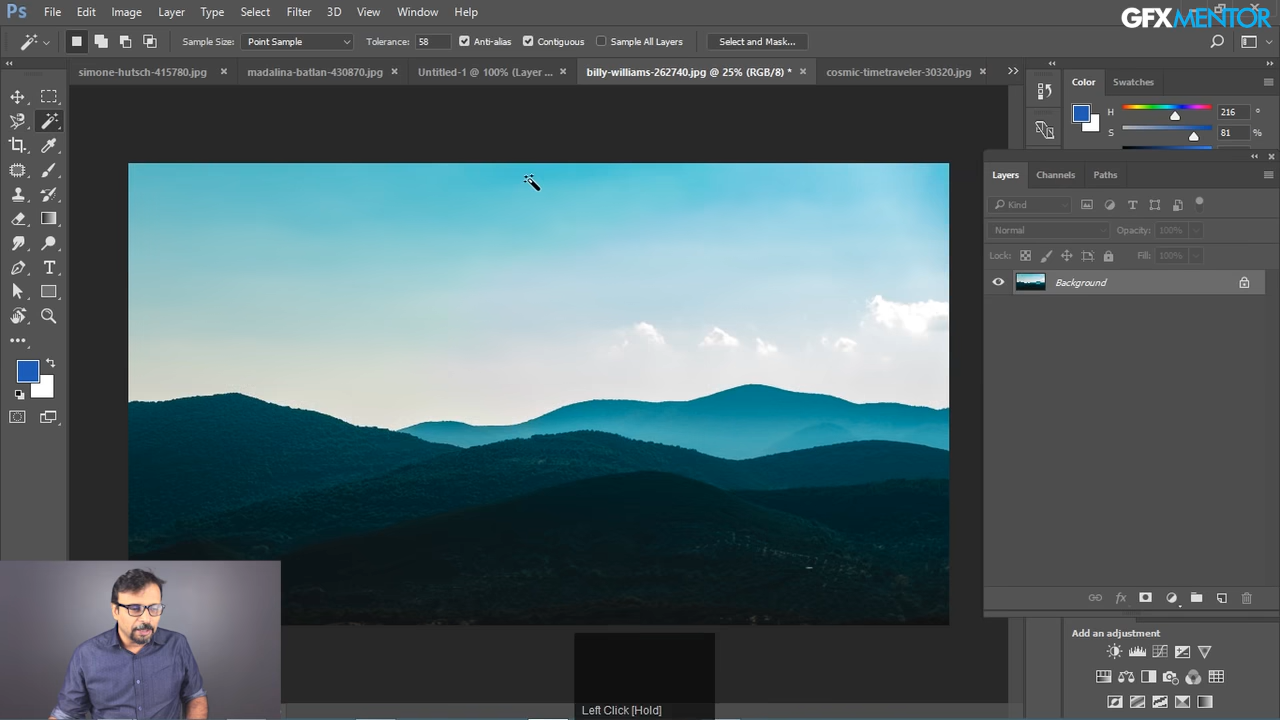 Ps File Edit Image Layer Type Select Filter 3D View Window Help
GFXMENTOR
Sample Size: Point Sample Tolerance: 58 Anti-alias Contiguous Sample All Layers Select and Mask...
simone-hutsch-415780.jpg × madalina-batlan-430870.jpg × Untitled-1 @ 100% (Layer ... × billy-williams-262740.jpg @ 25% (RGB/8) * × cosmic-timetraveler-30320.jpg ×
Color Swatches
H 216 °
S 81 %
Layers Channels Paths
Kind
Normal Opacity: 100%
Lock: Fill: 100%
Background
fx
Add an adjustment
Left Click [Hold]